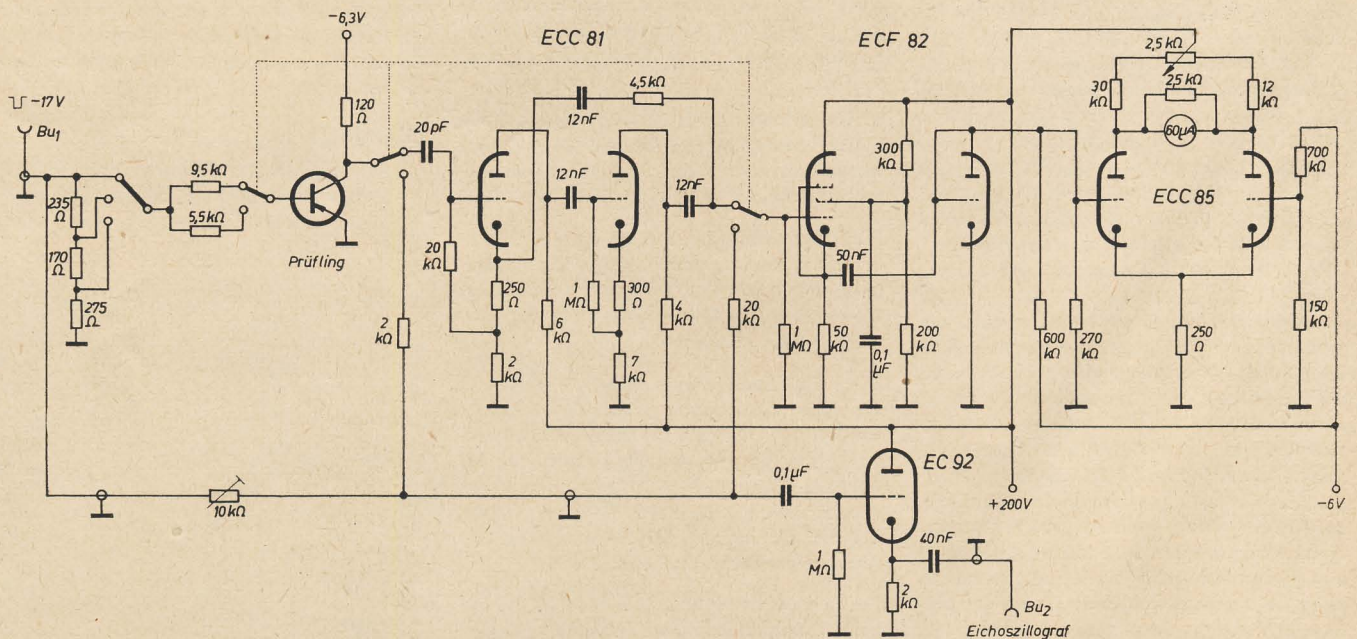 −17V
Bu₁
235
Ω
170
Ω
275
Ω
9,5 kΩ
5,5 kΩ
Prüfling
−6,3V
120
Ω
20 pF
2
kΩ
10 kΩ
ECC 81
12 nF
4,5 kΩ
20
kΩ
250
Ω
2
kΩ
6
kΩ
12 nF
1
MΩ
300
Ω
7
kΩ
4
kΩ
12 nF
20
kΩ
ECF 82
1
MΩ
50
kΩ
50 nF
0,1
µF
300
kΩ
200
kΩ
600
kΩ
270
kΩ
2,5 kΩ
30
kΩ
2,5 kΩ
12
kΩ
60µA
ECC 85
250
Ω
700
kΩ
150
kΩ
0,1 µF
1
MΩ
EC 92
2
kΩ
40 nF
+200V
−6V
Bu₂
Eichoszillograf